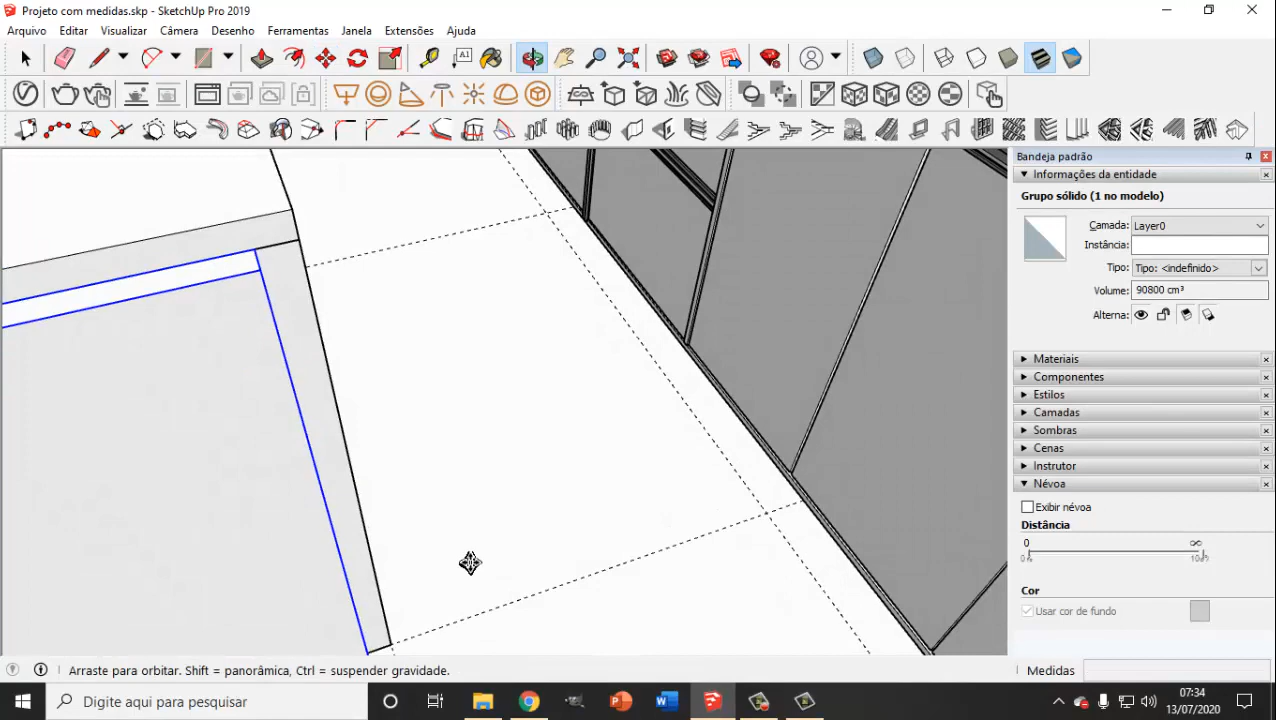 Projeto com medidas.skp - SketchUp Pro 2019
Arquivo Editar Visualizar Câmera Desenho Ferramentas Janela Extensões Ajuda
A1
Bandeja padrão
Informações da entidade
Grupo sólido (1 no modelo)
Camada: Layer0
Instância:
Tipo: Tipo: <indefinido>
Volume: 90800 cm³
Alterna:
Materiais
Componentes
Estilos
Camadas
Sombras
Cenas
Instrutor
Névoa
Exibir névoa
Distância
0 ∞
Cor
Usar cor de fundo
Arraste para orbitar. Shift = panorâmica, Ctrl = suspender gravidade.
Medidas
Digite aqui para pesquisar
07:34
13/07/2020